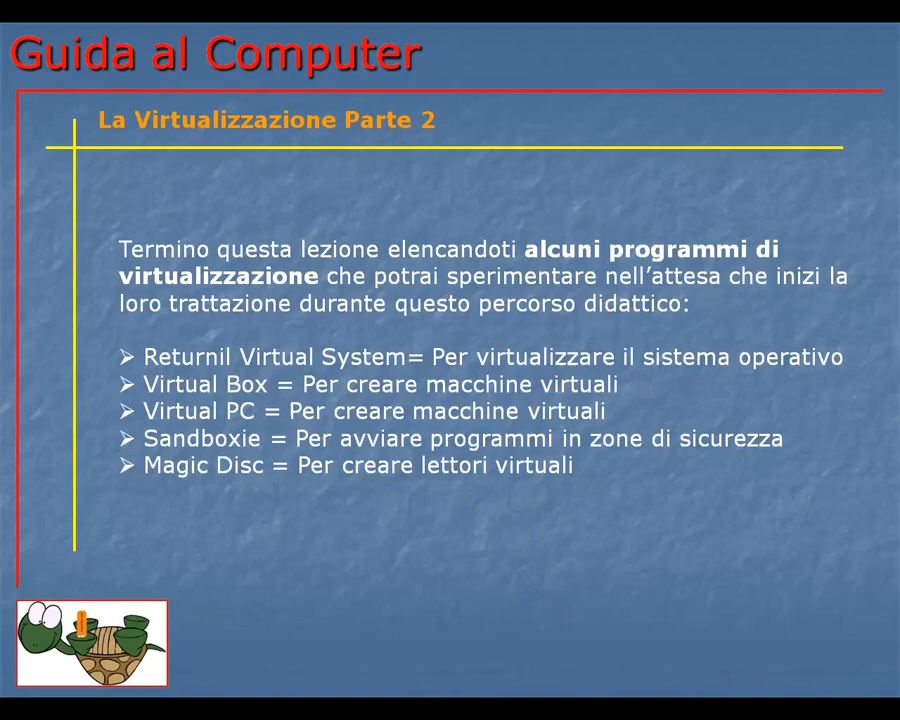 Guida al Computer
La Virtualizzazione Parte 2
Termino questa lezione elencandoti alcuni programmi di
virtualizzazione che potrai sperimentare nell’attesa che inizi la
loro trattazione durante questo percorso didattico:
➢ Returnil Virtual System= Per virtualizzare il sistema operativo
➢ Virtual Box = Per creare macchine virtuali
➢ Virtual PC = Per creare macchine virtuali
➢ Sandboxie = Per avviare programmi in zone di sicurezza
➢ Magic Disc = Per creare lettori virtuali